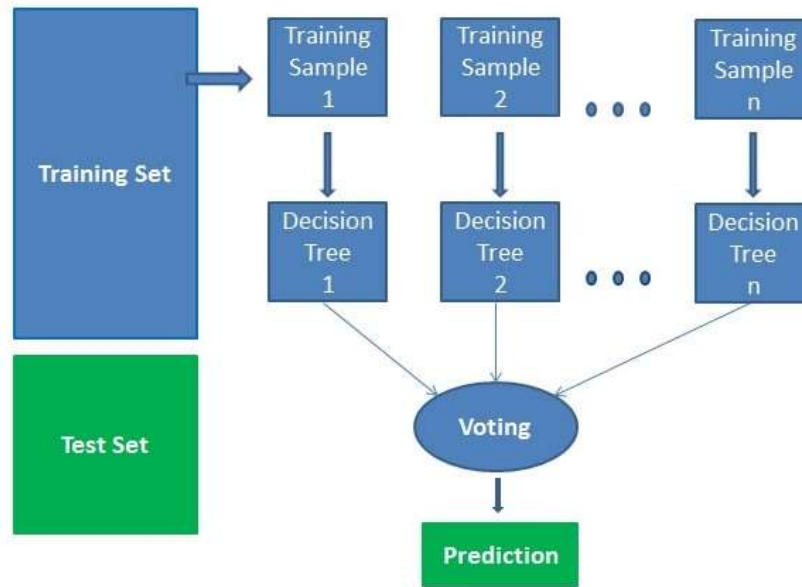 Training Set
Training
Sample
1
Training
Sample
2
Training
Sample
n
Decision
Tree
1
Decision
Tree
2
Decision
Tree
n
Test Set
Voting
Prediction